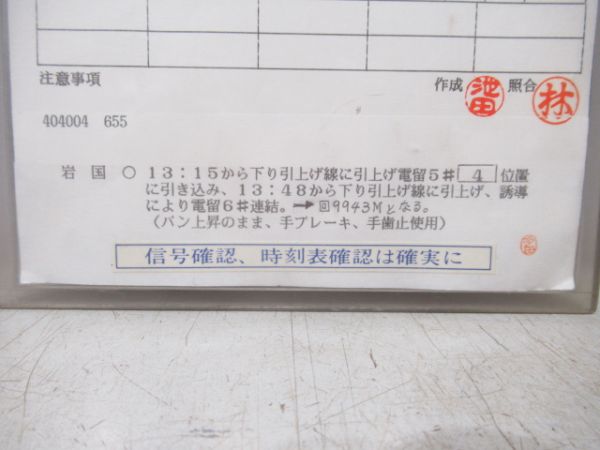 注意事項
作成 池田 照合 林
404004 655
岩国 ○ 13:15から下り引上げ線に引上げ電留5# 4 位置
に引き込み、13:48から下り引上げ線に引上げ、誘導
により電留6#連結。→回9943Mとなる。
(パン上昇のまま、手ブレーキ、手歯止使用)
信号確認、時刻表確認は確実に